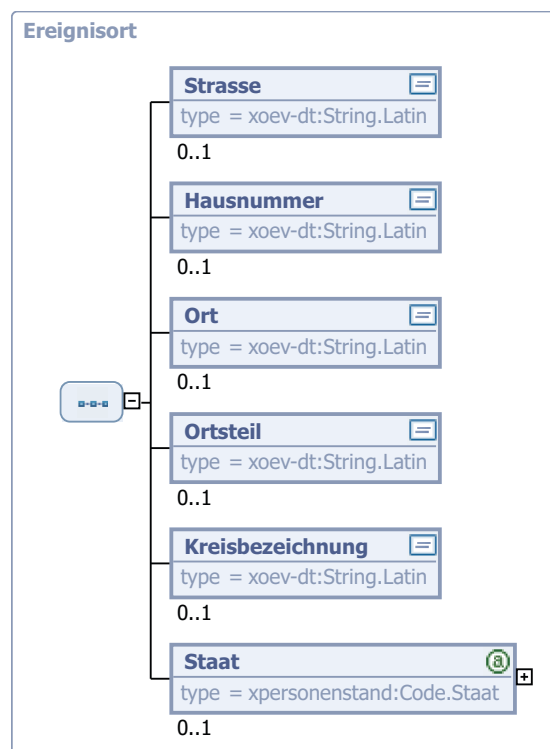 Ereignisort
Strasse
type = xoev-dt:String.Latin
0..1
Hausnummer
type = xoev-dt:String.Latin
0..1
Ort
type = xoev-dt:String.Latin
0..1
Ortsteil
type = xoev-dt:String.Latin
0..1
Kreisbezeichnung
type = xoev-dt:String.Latin
0..1
Staat
type = xpersonenstand:Code.Staat
0..1